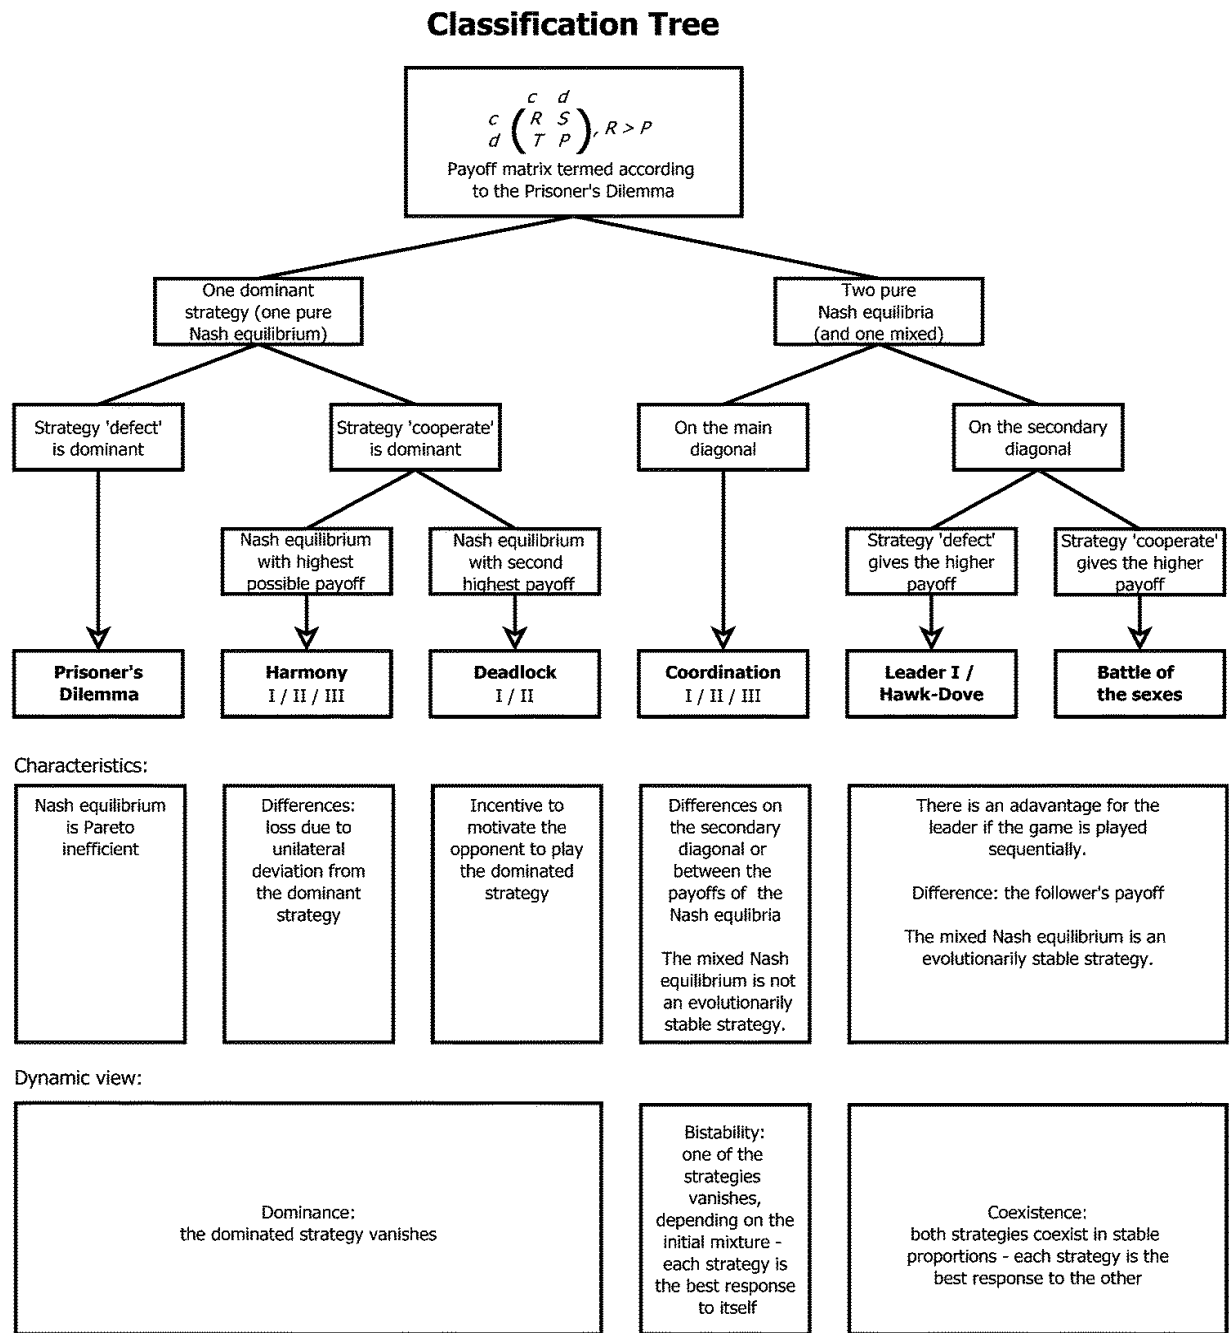 Classification Tree
c d
c ( R S ) , R > P
d ( T P )
Payoff matrix termed according
to the Prisoner's Dilemma
One dominant
strategy (one pure
Nash equilibrium)
Two pure
Nash equilibria
(and one mixed)
Strategy 'defect'
is dominant
Strategy 'cooperate'
is dominant
On the main
diagonal
On the secondary
diagonal
Nash equilibrium
with highest
possible payoff
Nash equilibrium
with second
highest payoff
Strategy 'defect'
gives the higher
payoff
Strategy 'cooperate'
gives the higher
payoff
Prisoner's
Dilemma
Harmony
I / II / III
Deadlock
I / II
Coordination
I / II / III
Leader I /
Hawk-Dove
Battle of
the sexes
Characteristics:
Nash equilibrium
is Pareto
inefficient
Differences:
loss due to
unilateral
deviation from
the dominant
strategy
Incentive to
motivate the
opponent to play
the dominated
strategy
Differences on
the secondary
diagonal or
between the
payoffs of the
Nash equlibria
The mixed Nash
equilibrium is not
an evolutionarily
stable strategy.
There is an adavantage for the
leader if the game is played
sequentially.
Difference: the follower's payoff
The mixed Nash equilibrium is an
evolutionarily stable strategy.
Dynamic view:
Dominance:
the dominated strategy vanishes
Bistability:
one of the
strategies
vanishes,
depending on the
initial mixture -
each strategy is
the best response
to itself
Coexistence:
both strategies coexist in stable
proportions - each strategy is the
best response to the other